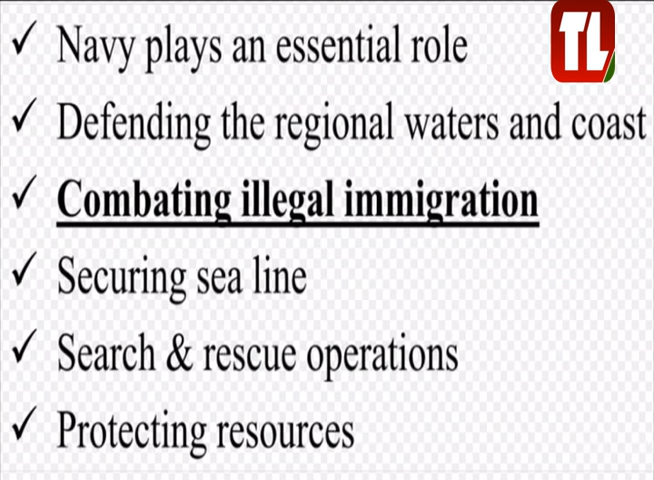 TL
Navy plays an essential role
Defending the regional waters and coast
Combating illegal immigration
Securing sea line
Search & rescue operations
Protecting resources